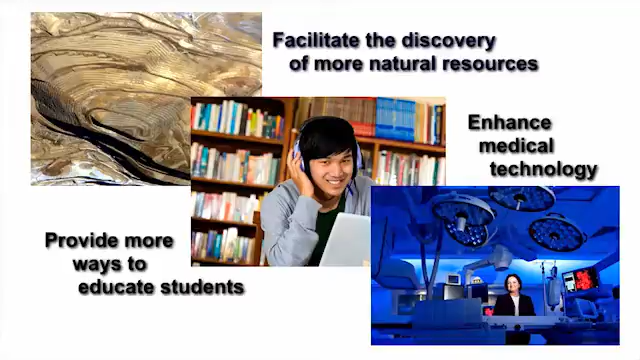 Facilitate the discovery
of more natural resources
Enhance
medical
technology
Provide more
ways to
educate students